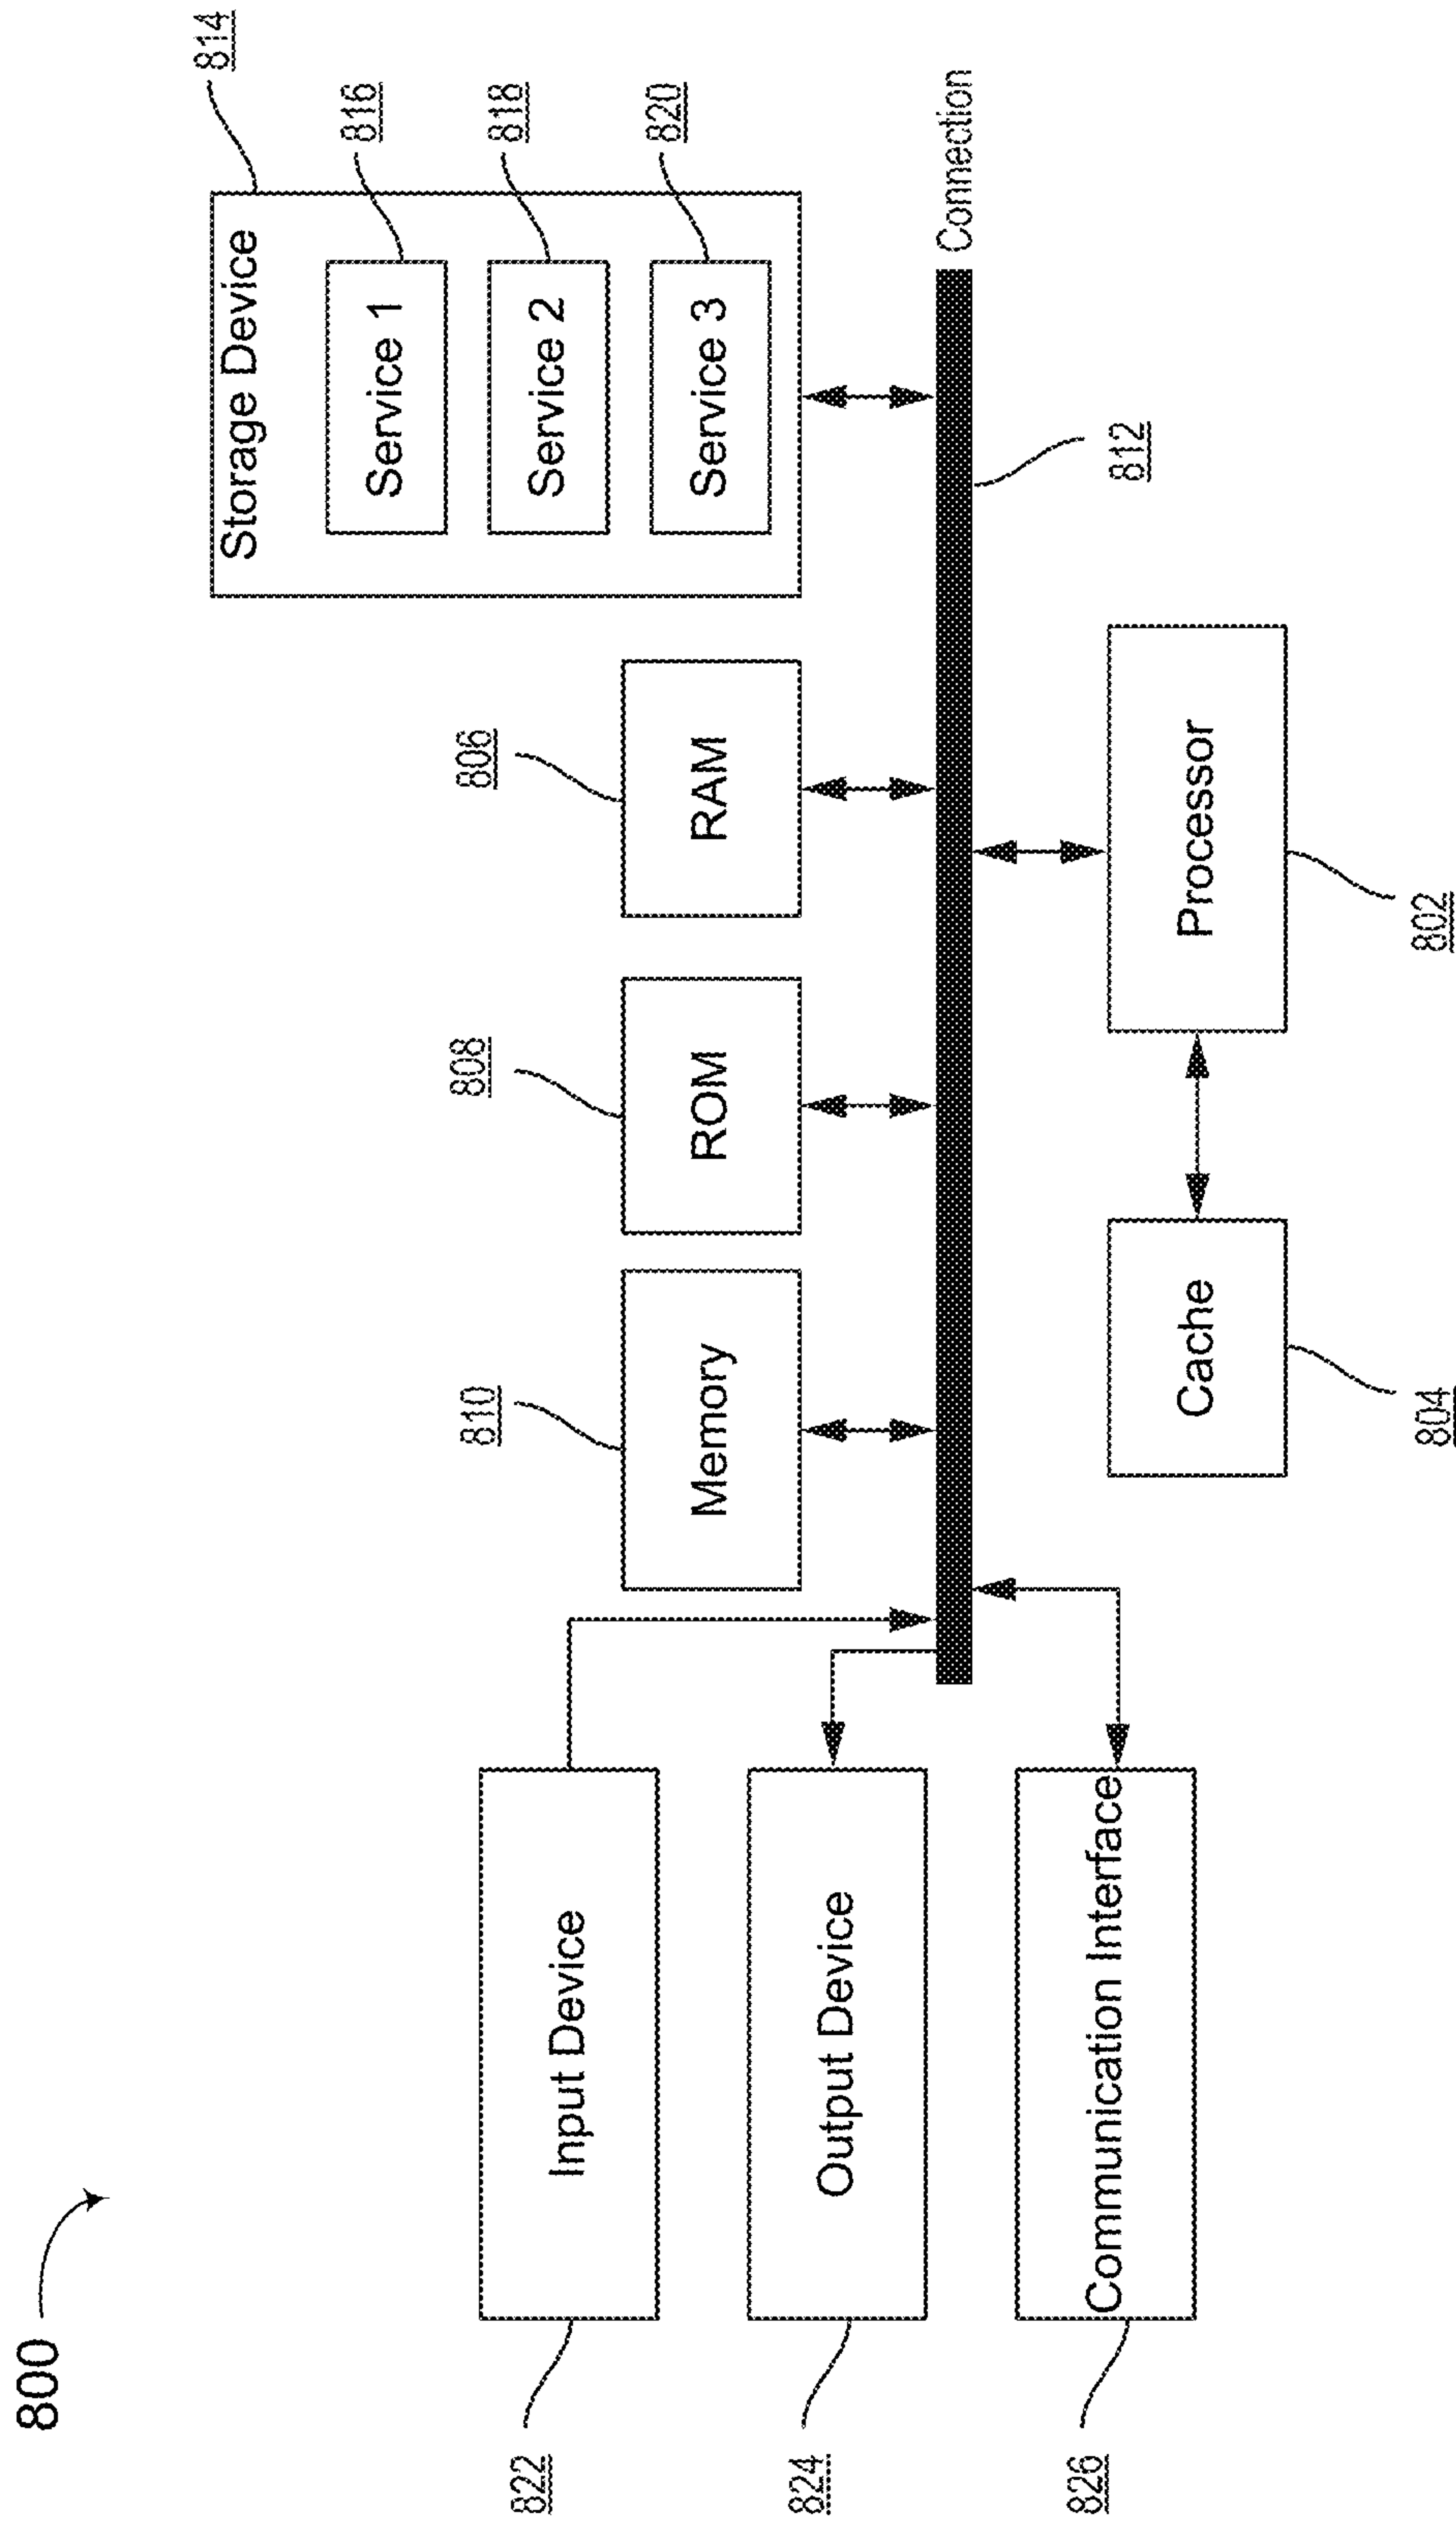 800
814
Storage Device
816
Service 1
818
Service 2
820
Service 3
822
Input Device
810
Memory
808
ROM
806
RAM
824
Output Device
Connection
812
826
Communication Interface
Cache
804
Processor
802